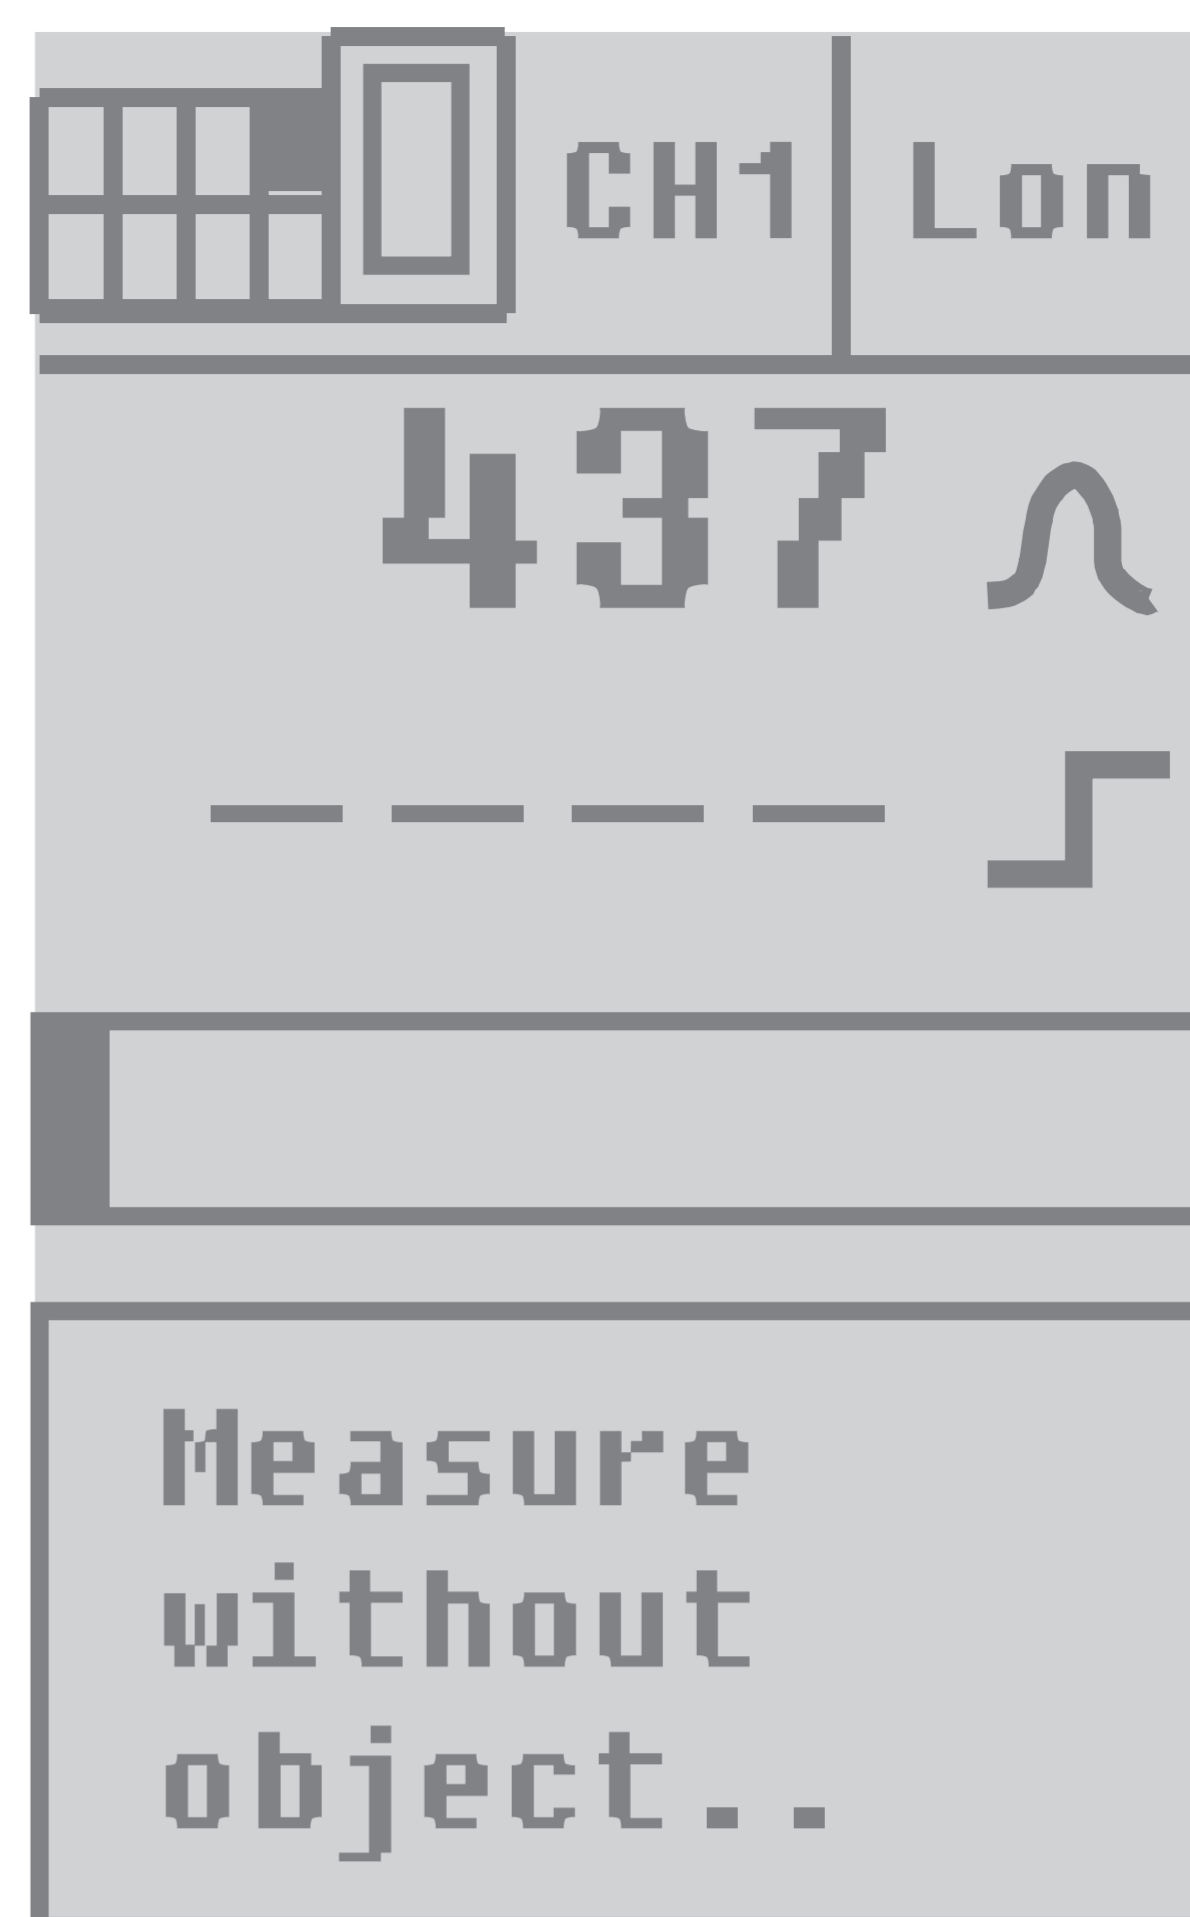 CH1 Lon
437
----
Measure
without
object..